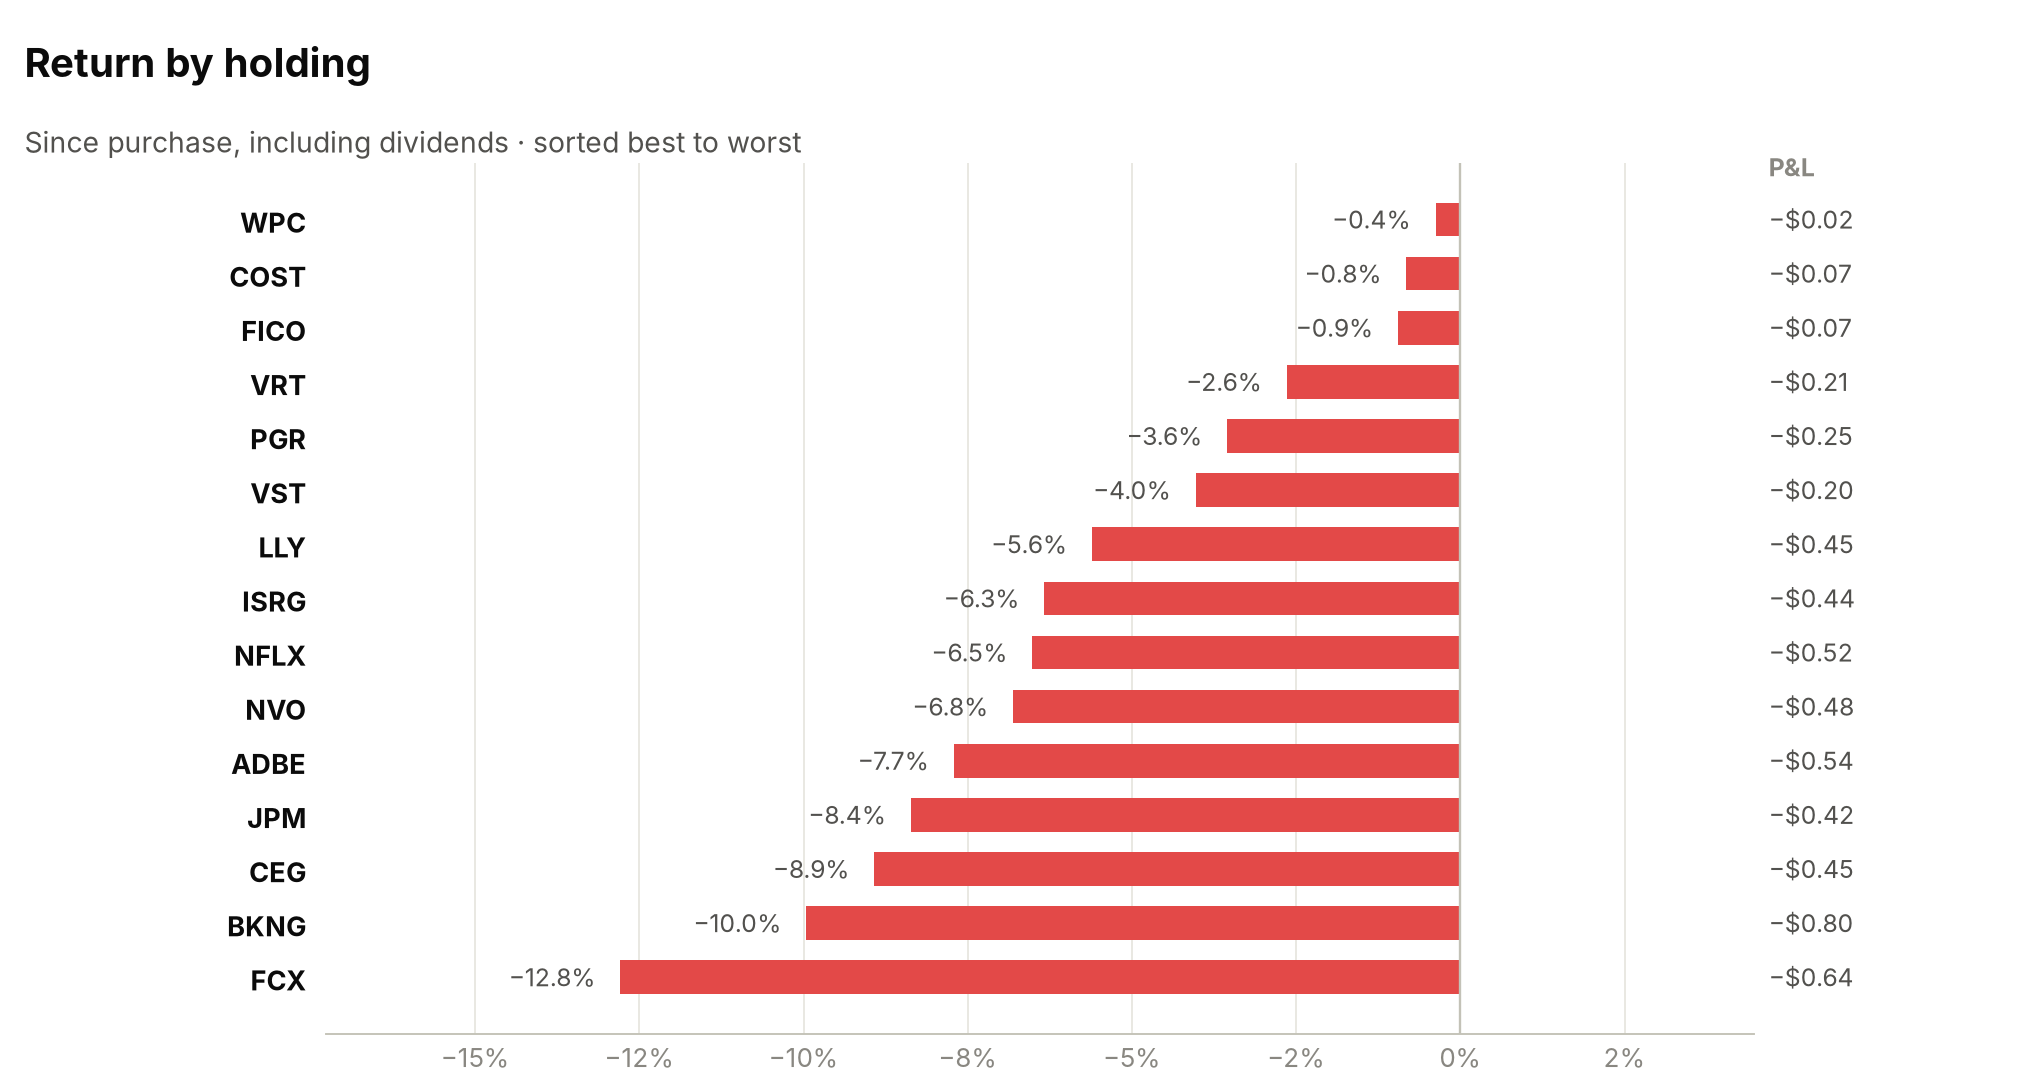 Return by holding
Since purchase, including dividends · sorted best to worst
P&L
WPC −0.4% −$0.02
COST −0.8% −$0.07
FICO −0.9% −$0.07
VRT −2.6% −$0.21
PGR −3.6% −$0.25
VST −4.0% −$0.20
LLY −5.6% −$0.45
ISRG −6.3% −$0.44
NFLX −6.5% −$0.52
NVO −6.8% −$0.48
ADBE −7.7% −$0.54
JPM −8.4% −$0.42
CEG −8.9% −$0.45
BKNG −10.0% −$0.80
FCX −12.8% −$0.64
−15% −12% −10% −8% −5% −2% 0% 2%